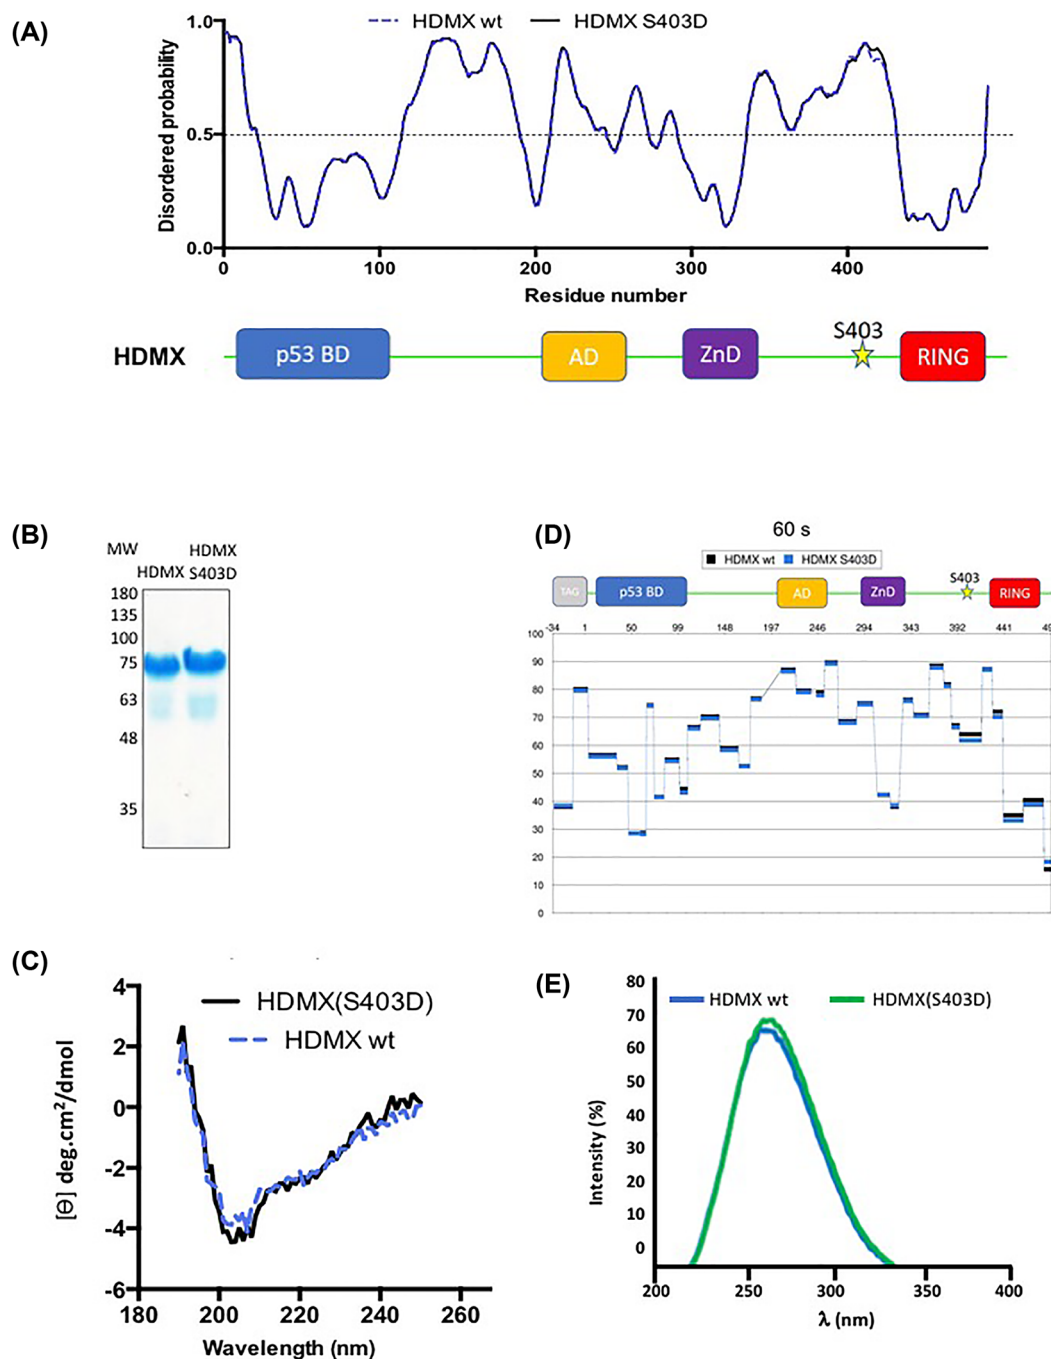 (A)
HDMX wt HDMX S403D
1.0
0.5
0.0
Disordered probability
0 100 200 300 400
Residue number
HDMX p53 BD AD ZnD S403 RING
(B)
MW HDMX HDMX S403D
180
135
100
75
63
48
35
(D)
60 s
HDMX wt HDMX S403D
TAG p53 BD AD ZnD S403 RING
-34 1 50 99 148 197 246 294 343 392 441 49
100
90
80
70
60
50
40
30
20
10
0
(C)
HDMX(S403D)
HDMX wt
4
2
0
-2
-4
-6
[Θ] deg.cm²/dmol
180 200 220 240 260
Wavelength (nm)
(E)
HDMX wt HDMX(S403D)
80
70
60
50
40
30
20
10
0
Intensity (%)
200 250 300 350 400
λ (nm)